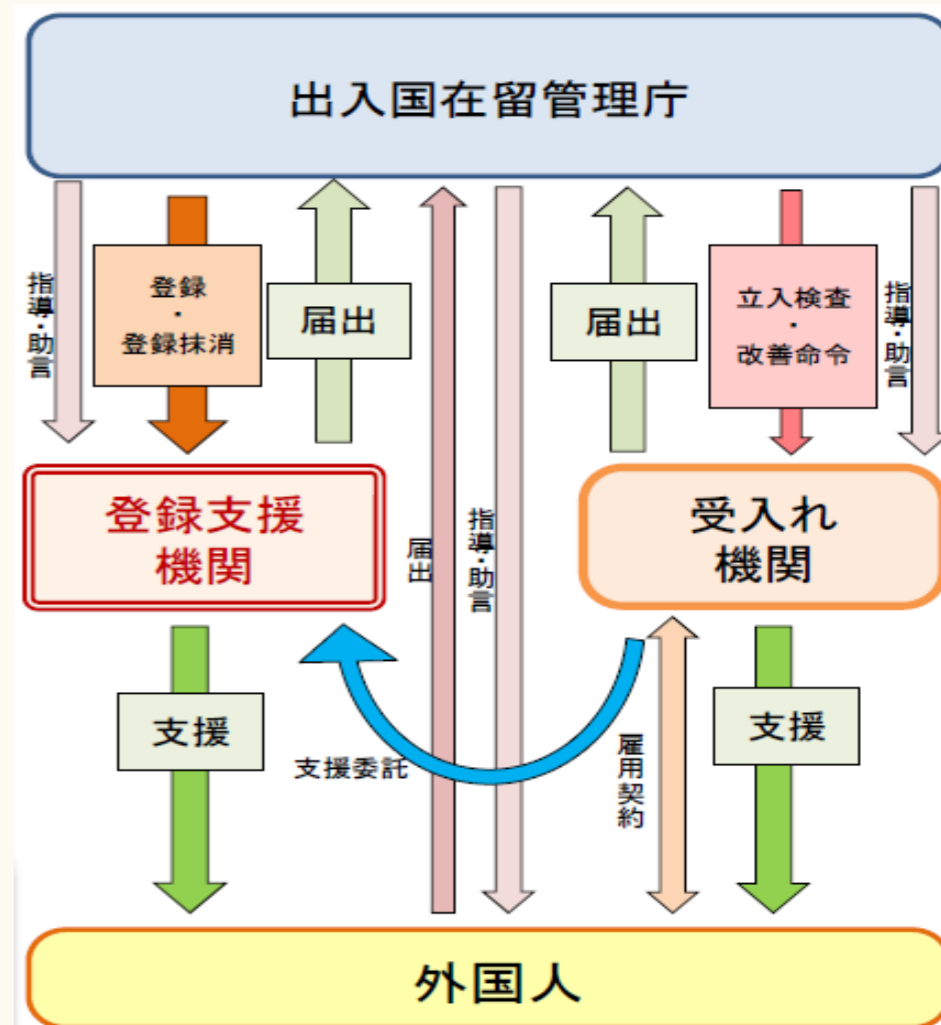 出入国在留管理庁
指導・助言
登録
・
登録抹消
届出
届出
指導・助言
届出
立入検査
・
改善命令
指導・助言
登録支援
機関
受入れ
機関
支援
支援委託
雇用契約
支援
外国人